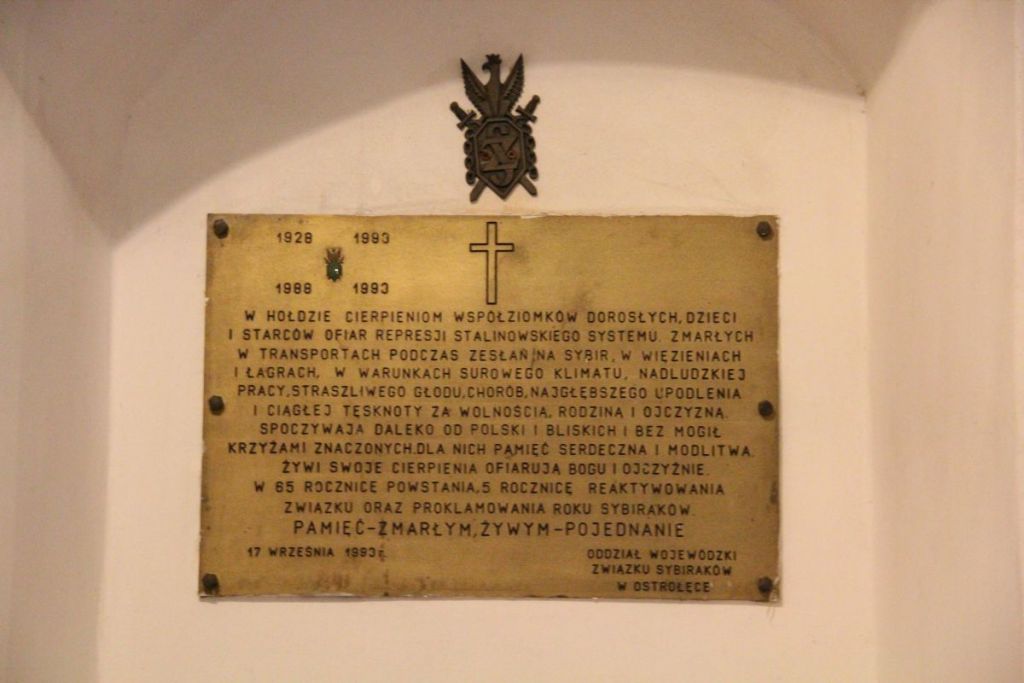 1928 1993
1988 1993
W HOŁDZIE CIERPIENIOM WSPÓŁZIOMKÓW DOROSŁYCH, DZIECI
I STARCÓW OFIAR REPRESJI STALINOWSKIEGO SYSTEMU. ZMARŁYCH
W TRANSPORTACH PODCZAS ZESŁAŃ NA SYBIR, W WIĘZIENIACH
I ŁAGRACH, W WARUNKACH SUROWEGO KLIMATU, NADLUDZKIEJ
PRACY, STRASZLIWEGO GŁODU, CHORÓB, NAJGŁĘBSZEGO UPODLENIA
I CIĄGŁEJ TĘSKNOTY ZA WOLNOŚCIĄ, RODZINĄ I OJCZYZNĄ.
SPOCZYWAJĄ DALEKO OD POLSKI I BLISKICH I BEZ MOGIŁ
KRZYŻAMI ZNACZONYCH. DLA NICH PAMIĘĆ SERDECZNA I MODLITWA.
ŻYWI SWOJE CIERPIENIA OFIARUJĄ BOGU I OJCZYŹNIE.
W 65 ROCZNICĘ POWSTANIA, 5 ROCZNICĘ REAKTYWOWANIA
ZWIĄZKU ORAZ PROKLAMOWANIA ROKU SYBIRAKÓW.
PAMIĘĆ-ZMARŁYM, ŻYWYM-POJEDNANIE
17 WRZEŚNIA 1993r. ODDZIAŁ WOJEWÓDZKI
ZWIĄZKU SYBIRAKÓW
W OSTROŁĘCE